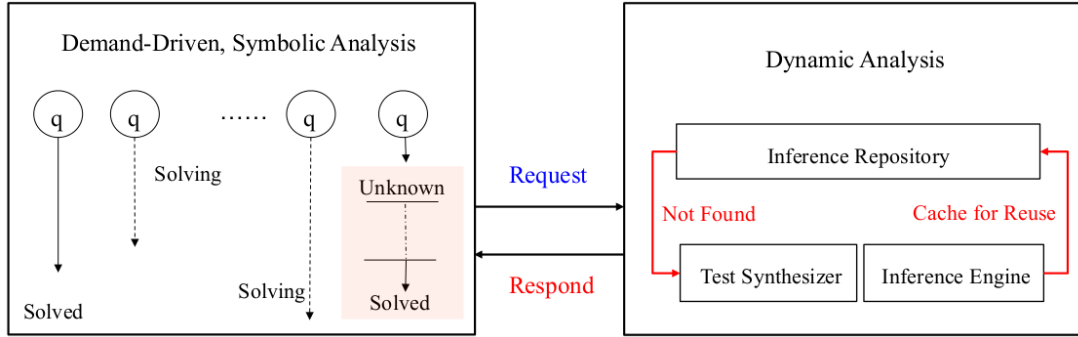 Demand-Driven, Symbolic Analysis
q q ...... q q
Solving
Unknown
Solving
Solved
Solved
Request
Respond
Dynamic Analysis
Inference Repository
Not Found
Cache for Reuse
Test Synthesizer
Inference Engine